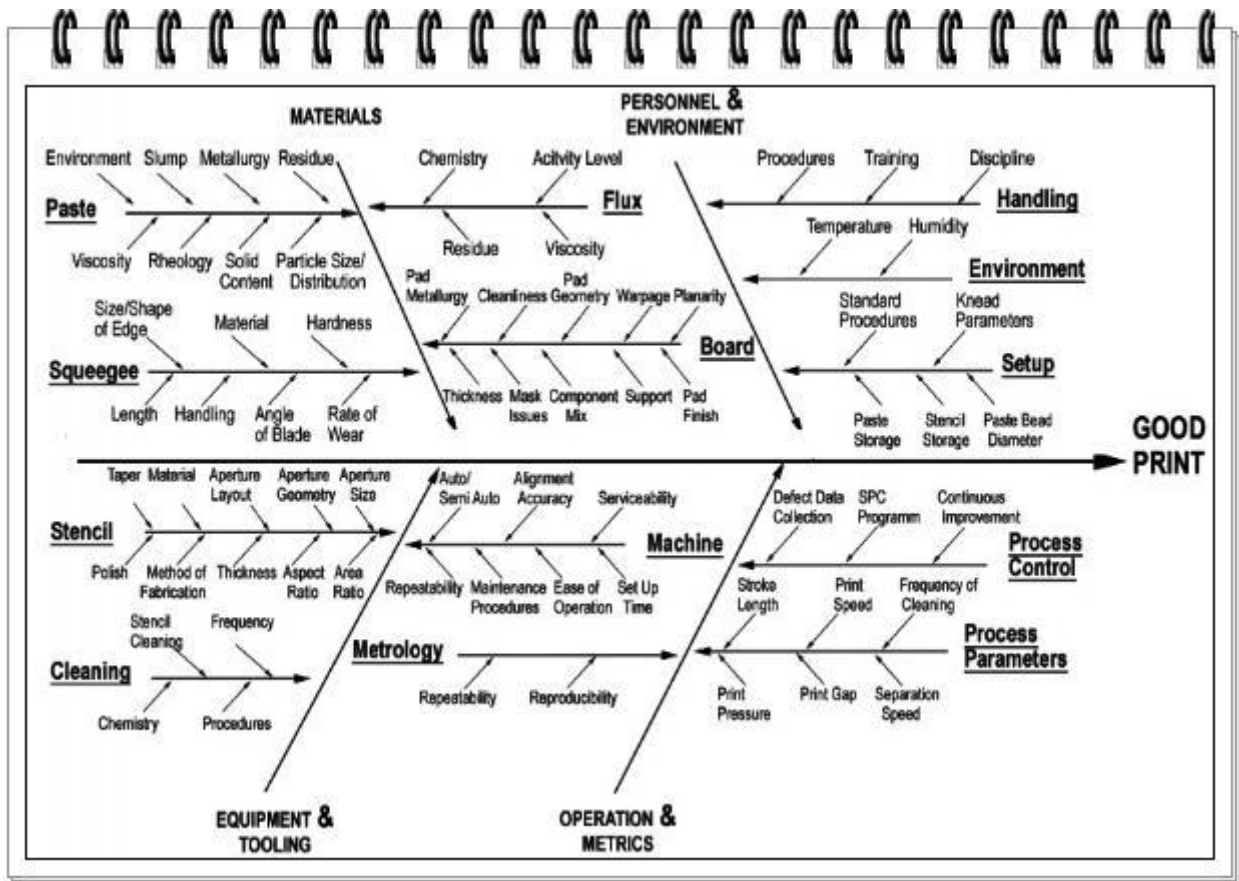 MATERIALS
PERSONNEL &
ENVIRONMENT
Environment Slump Metallurgy Residue
Paste
Viscosity Rheology Solid
Content
Particle Size/
Distribution
Chemistry Acitvity Level
Flux
Residue Viscosity
Procedures Training Discipline
Handling
Temperature Humidity
Environment
Size/Shape
of Edge
Material Hardness
Squeegee
Length Handling Angle
of Blade
Rate of
Wear
Pad
Metallurgy
Cleanliness
Pad
Geometry
Warpage Planarity
Board
Thickness Mask
Issues
Component
Mix
Support Pad
Finish
Standard
Procedures
Knead
Parameters
Setup
Paste
Storage
Stencil
Storage
Paste Bead
Diameter
GOOD
PRINT
Taper Material Aperture
Layout
Aperture
Geometry
Aperture
Size
Stencil
Polish Method of
Fabrication
Thickness Aspect
Ratio
Area
Ratio
Auto/
Semi Auto
Alignment
Accuracy
Serviceability
Machine
Repeatability Maintenance
Procedures
Ease of
Operation
Set Up
Time
Defect Data
Collection
SPC
Programm
Continuous
Improvement
Process
Control
Stencil
Cleaning
Frequency
Cleaning
Chemistry Procedures
Metrology
Repeatability Reproducibility
Stroke
Length
Print
Speed
Frequency of
Cleaning
Process
Parameters
Print
Pressure
Print Gap Separation
Speed
EQUIPMENT &
TOOLING
OPERATION &
METRICS